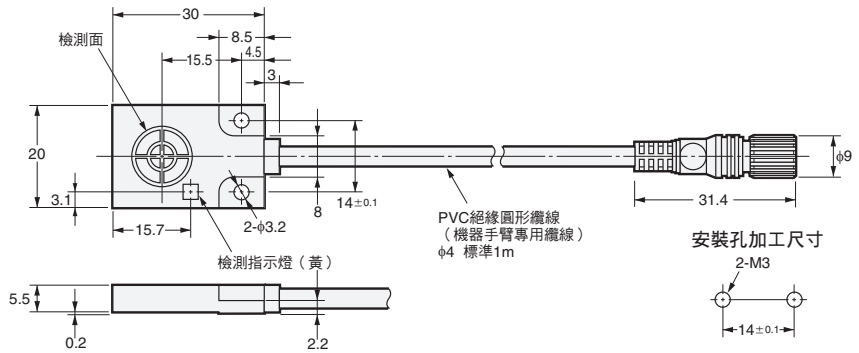 30
檢測面
8.5
15.5
4.5
3
20
φ9
3.1
14±0.1
2-φ3.2
8
31.4
15.7
PVC絕緣圓形纜線
（機器手臂專用纜線）
φ4 標準1m
檢測指示燈（黃）
安裝孔加工尺寸
2-M3
5.5
0.2
2.2
14±0.1